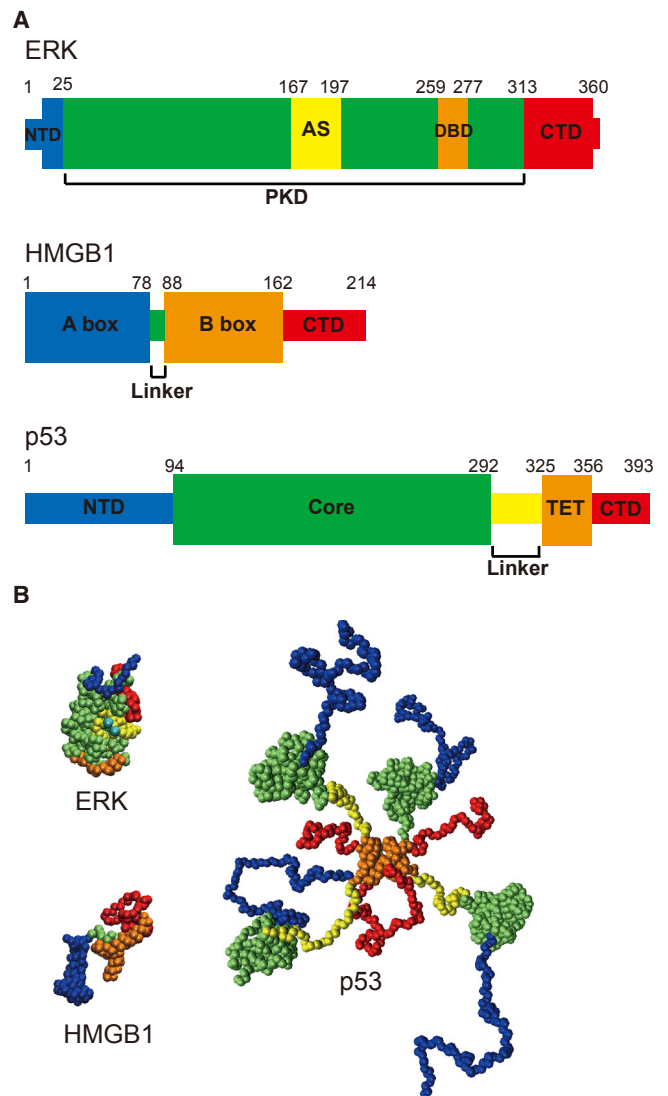 A
ERK
1 25 167 197 259 277 313 360
NTD AS DBD CTD
PKD
HMGB1
1 78 88 162 214
A box B box CTD
Linker
p53
1 94 292 325 356 393
NTD Core TET CTD
Linker
B
ERK
p53
HMGB1